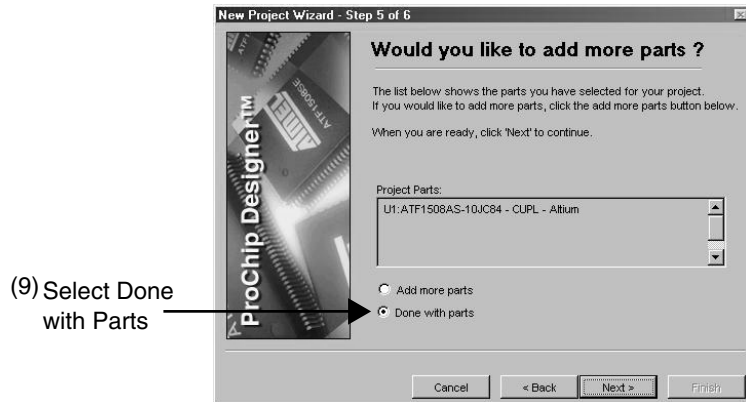 New Project Wizard - Step 5 of 6
Would you like to add more parts ?
The list below shows the parts you have selected for your project.
If you would like to add more parts, click the add more parts button below.
When you are ready, click 'Next' to continue.
Project Parts:
U1:ATF1508AS-10JC84 - CUPL - Altium
Add more parts
Done with parts
(9) Select Done
with Parts
Cancel
< Back
Next >
Finish
ProChip Designer™
ATMEL
ATF1508SE